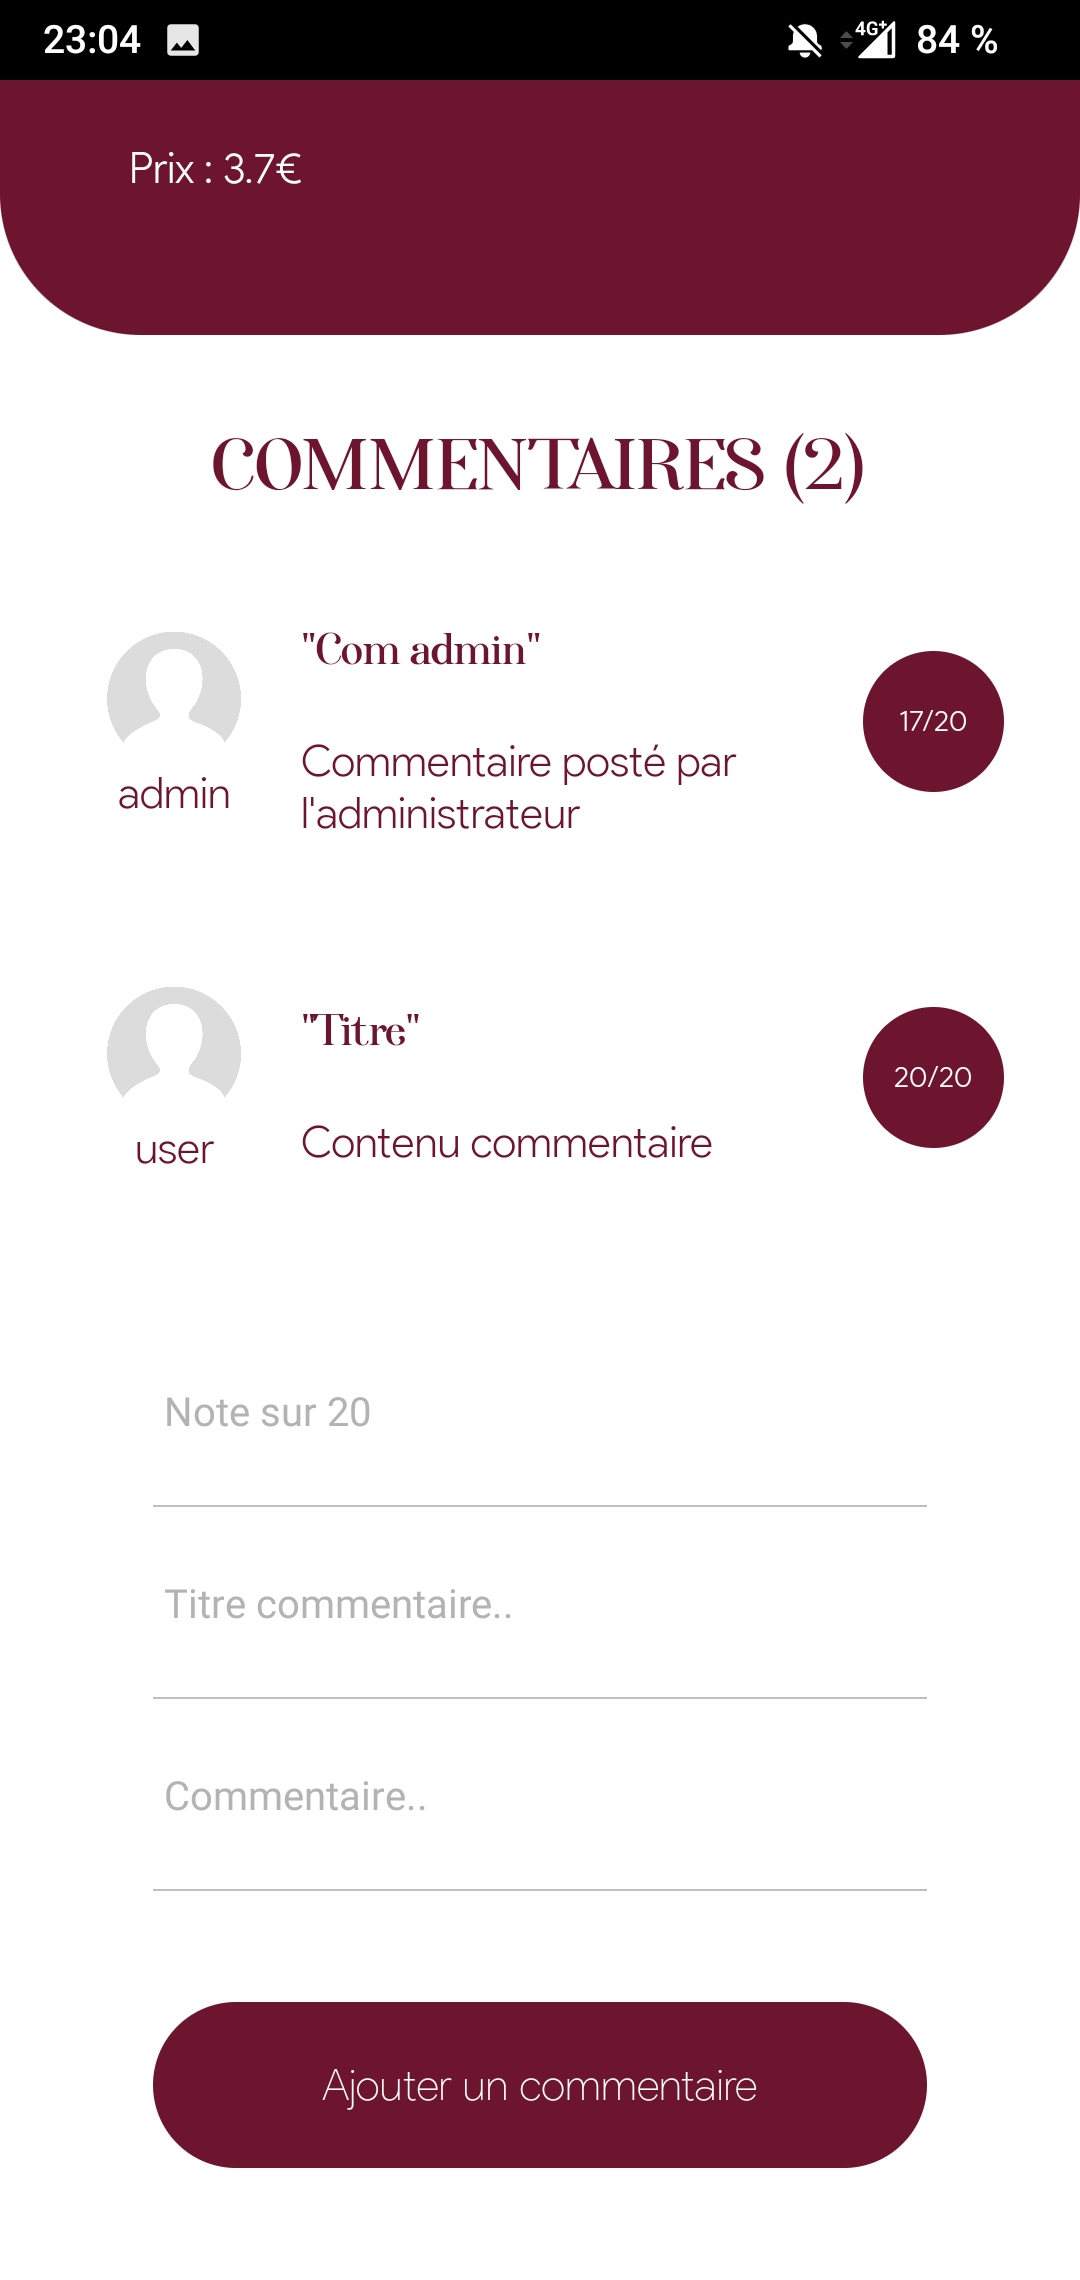 23:04 4G+ 84 %
Prix : 3.7€
COMMENTAIRES (2)
"Com admin"
17/20
Commentaire posté par
l'administrateur
admin
"Titre"
20/20
Contenu commentaire
user
Note sur 20
Titre commentaire..
Commentaire..
Ajouter un commentaire